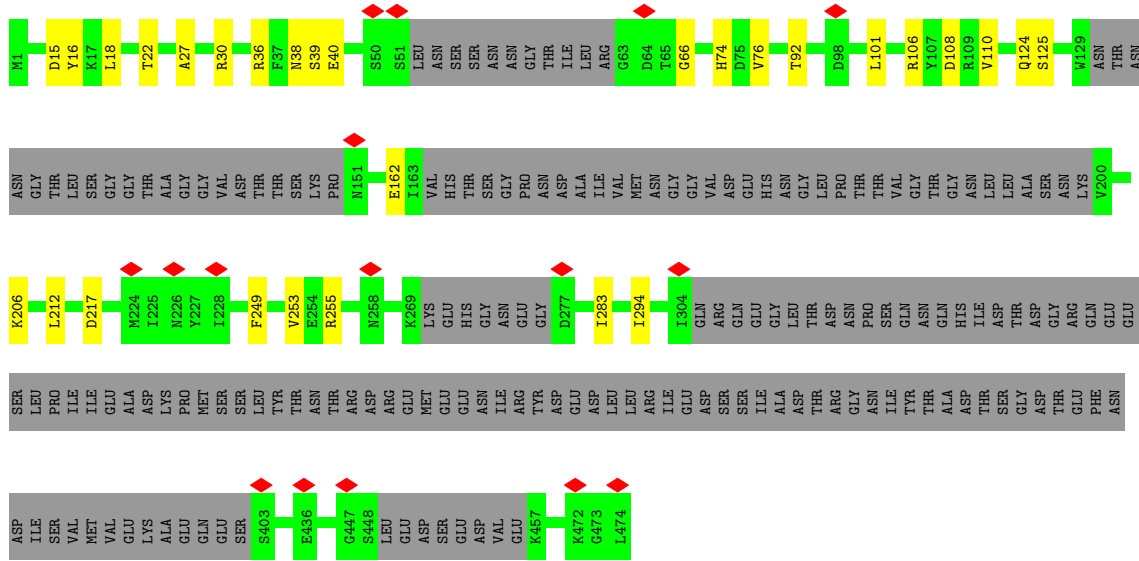 M1 D15 Y16 K17 L18 T22 A27 R30 R36 F37 N38 S39 E40 S50 S51 LEU ASN SER SER ASN ASN GLY THR ILE LEU ARG G63 D64 T65 G66 H74 D75 V76 T92 D98 L101 R106 Y107 D108 R109 V110 Q124 S125 W129 ASN THR ASN
ASN GLY THR LEU SER GLY GLY THR ALA GLY GLY VAL ASP THR THR SER LYS PRO N151 E162 I163 VAL HIS THR SER GLY PRO ASN ASP ALA ILE VAL MET ASN GLY GLY VAL ASP GLU HIS ASN GLY LEU PRO THR THR VAL GLY THR GLY ASN LEU LEU ALA SER ASN LYS V200
K206 L212 D217 M224 I225 N226 Y227 I228 F249 V253 E254 R255 N258 K269 LYS GLU HIS GLY ASN GLU GLY D277 I283 I294 I304 GLN ARG GLN GLU GLY LEU THR ASP ASN PRO SER GLN ASN GLN HIS ILE ASP THR ASP GLY ARG GLN GLU GLU
SER LEU PRO ILE ILE GLU ALA ASP LYS PRO MET SER SER LEU TYR THR ASN THR ARG ASP ARG GLU MET GLU GLU ASN ILE ARG TYR ASP GLU ASP LEU LEU ARG ILE GLU ASP SER SER ILE ALA ASP THR ARG GLY ASN ILE TYR THR ALA ASP THR SER GLY ASP THR GLU PHE ASN
ASP ILE SER VAL MET VAL GLU LYS ALA GLU GLN GLU SER S403 E436 G447 S448 LEU GLU ASP SER GLU ASP VAL GLU K457 K472 G473 L474